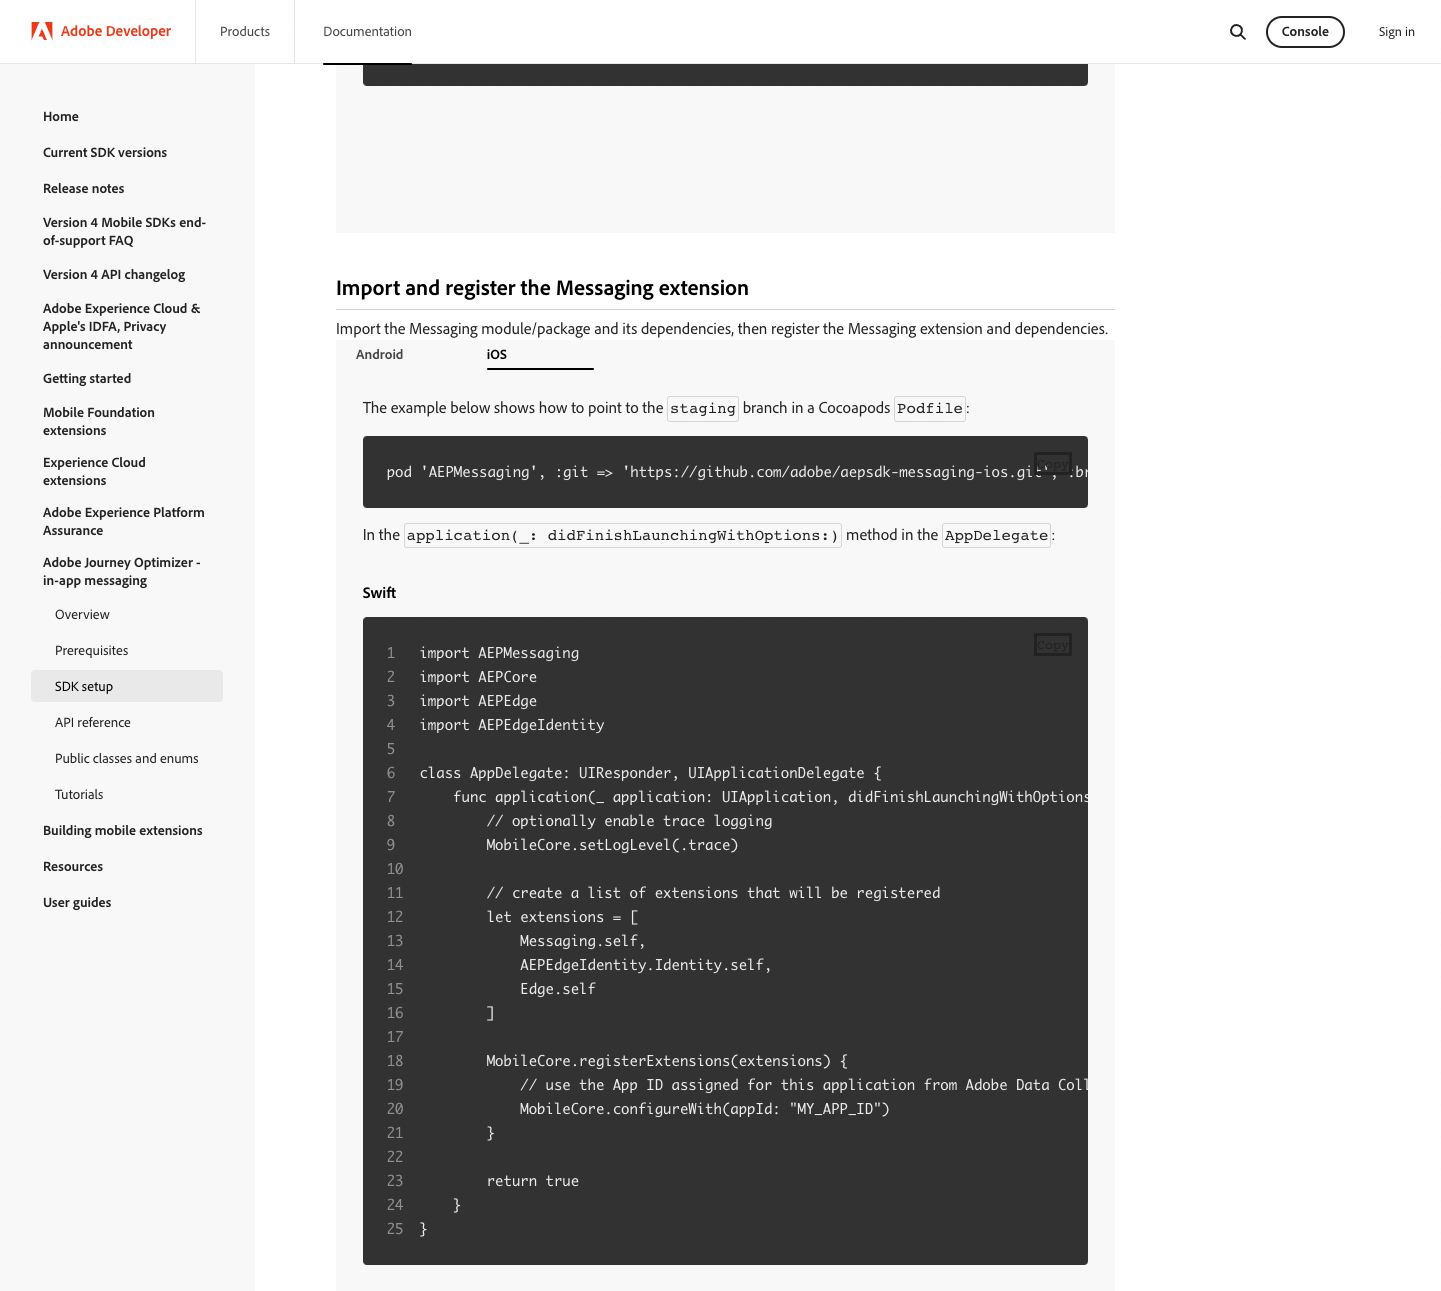 Adobe Developer
Products
Documentation
Console
Sign in
Home
Current SDK versions
Release notes
Version 4 Mobile SDKs end-
of-support FAQ
Version 4 API changelog
Adobe Experience Cloud &
Apple's IDFA, Privacy
announcement
Getting started
Mobile Foundation
extensions
Experience Cloud
extensions
Adobe Experience Platform
Assurance
Adobe Journey Optimizer -
in-app messaging
Overview
Prerequisites
SDK setup
API reference
Public classes and enums
Tutorials
Building mobile extensions
Resources
User guides
Import and register the Messaging extension
Import the Messaging module/package and its dependencies, then register the Messaging extension and dependencies.
Android
iOS
The example below shows how to point to the staging branch in a Cocoapods Podfile:
Copy
pod 'AEPMessaging', :git => 'https://github.com/adobe/aepsdk-messaging-ios.git', :br
In the application(_: didFinishLaunchingWithOptions:) method in the AppDelegate:
Swift
Copy
1 import AEPMessaging
2 import AEPCore
3 import AEPEdge
4 import AEPEdgeIdentity
5
6 class AppDelegate: UIResponder, UIApplicationDelegate {
7 func application(_ application: UIApplication, didFinishLaunchingWithOptions
8 // optionally enable trace logging
9 MobileCore.setLogLevel(.trace)
10
11 // create a list of extensions that will be registered
12 let extensions = [
13 Messaging.self,
14 AEPEdgeIdentity.Identity.self,
15 Edge.self
16 ]
17
18 MobileCore.registerExtensions(extensions) {
19 // use the App ID assigned for this application from Adobe Data Coll
20 MobileCore.configureWith(appId: "MY_APP_ID")
21 }
22
23 return true
24 }
25 }